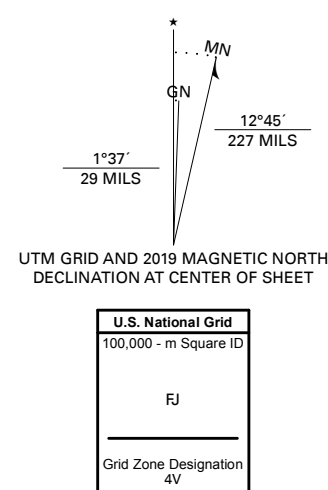 ★
MN
GN
12°45´
227 MILS
1°37´
29 MILS
UTM GRID AND 2019 MAGNETIC NORTH
DECLINATION AT CENTER OF SHEET
U.S. National Grid
100,000 - m Square ID
FJ
Grid Zone Designation
4V